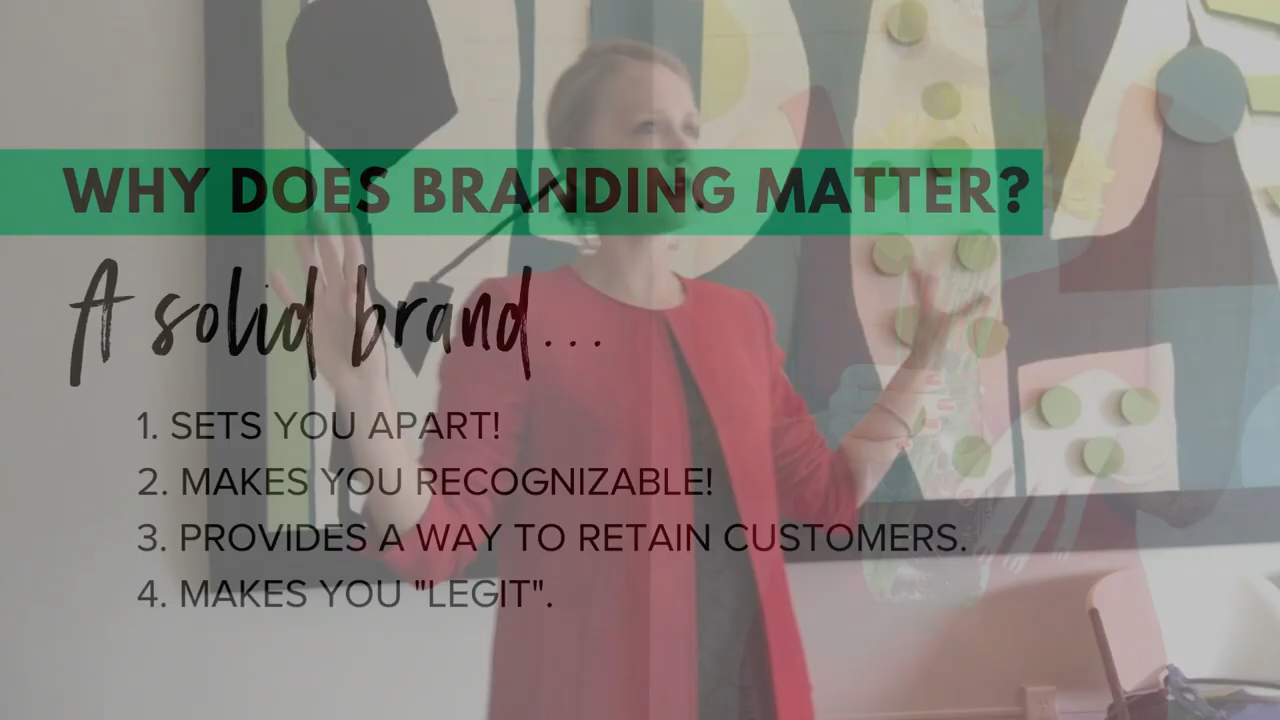 WHY DOES BRANDING MATTER?
A solid brand...
1. SETS YOU APART!
2. MAKES YOU RECOGNIZABLE!
3. PROVIDES A WAY TO RETAIN CUSTOMERS.
4. MAKES YOU "LEGIT".